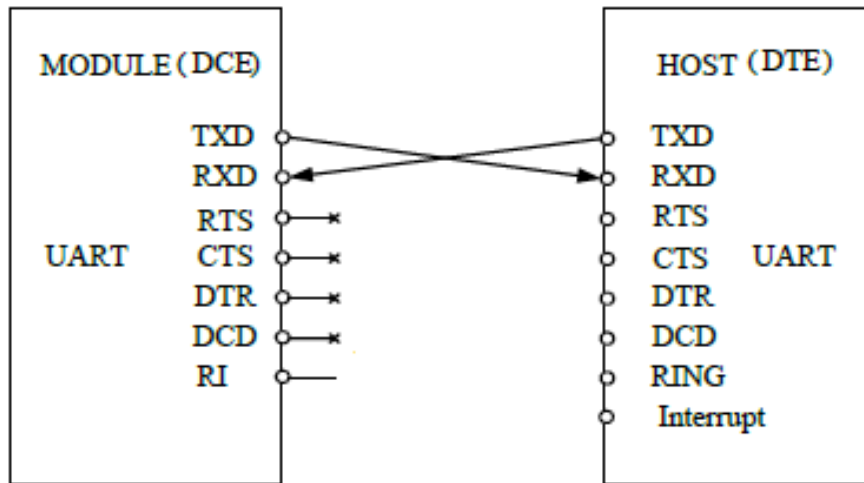 MODULE(DCE)
TXD
RXD
RTS
UART
CTS
DTR
DCD
RI
HOST (DTE)
TXD
RXD
RTS
CTS
UART
DTR
DCD
RING
Interrupt